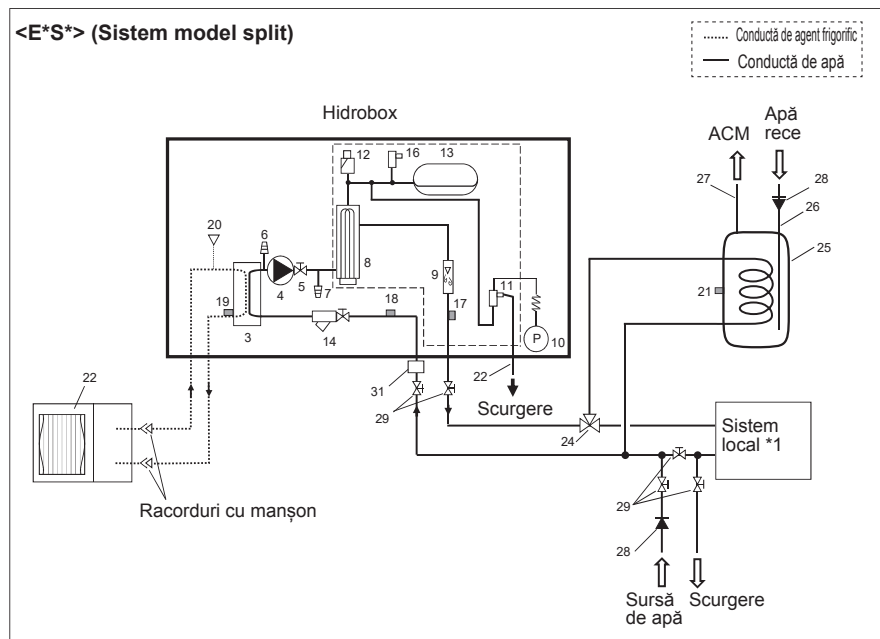 <E*S*> (Sistem model split)
Conductă de agent frigorific
Conductă de apă
Hidrobox
ACM
Apă
rece
12
16
13
27
28
26
20
6
25
8
9
11
21
19
4
5
7
17
18
3
14
10
P
31
22
22
29
Scurgere
24
Sistem
local *1
29
Racorduri cu manșon
28
Sursă
de apă
Scurgere